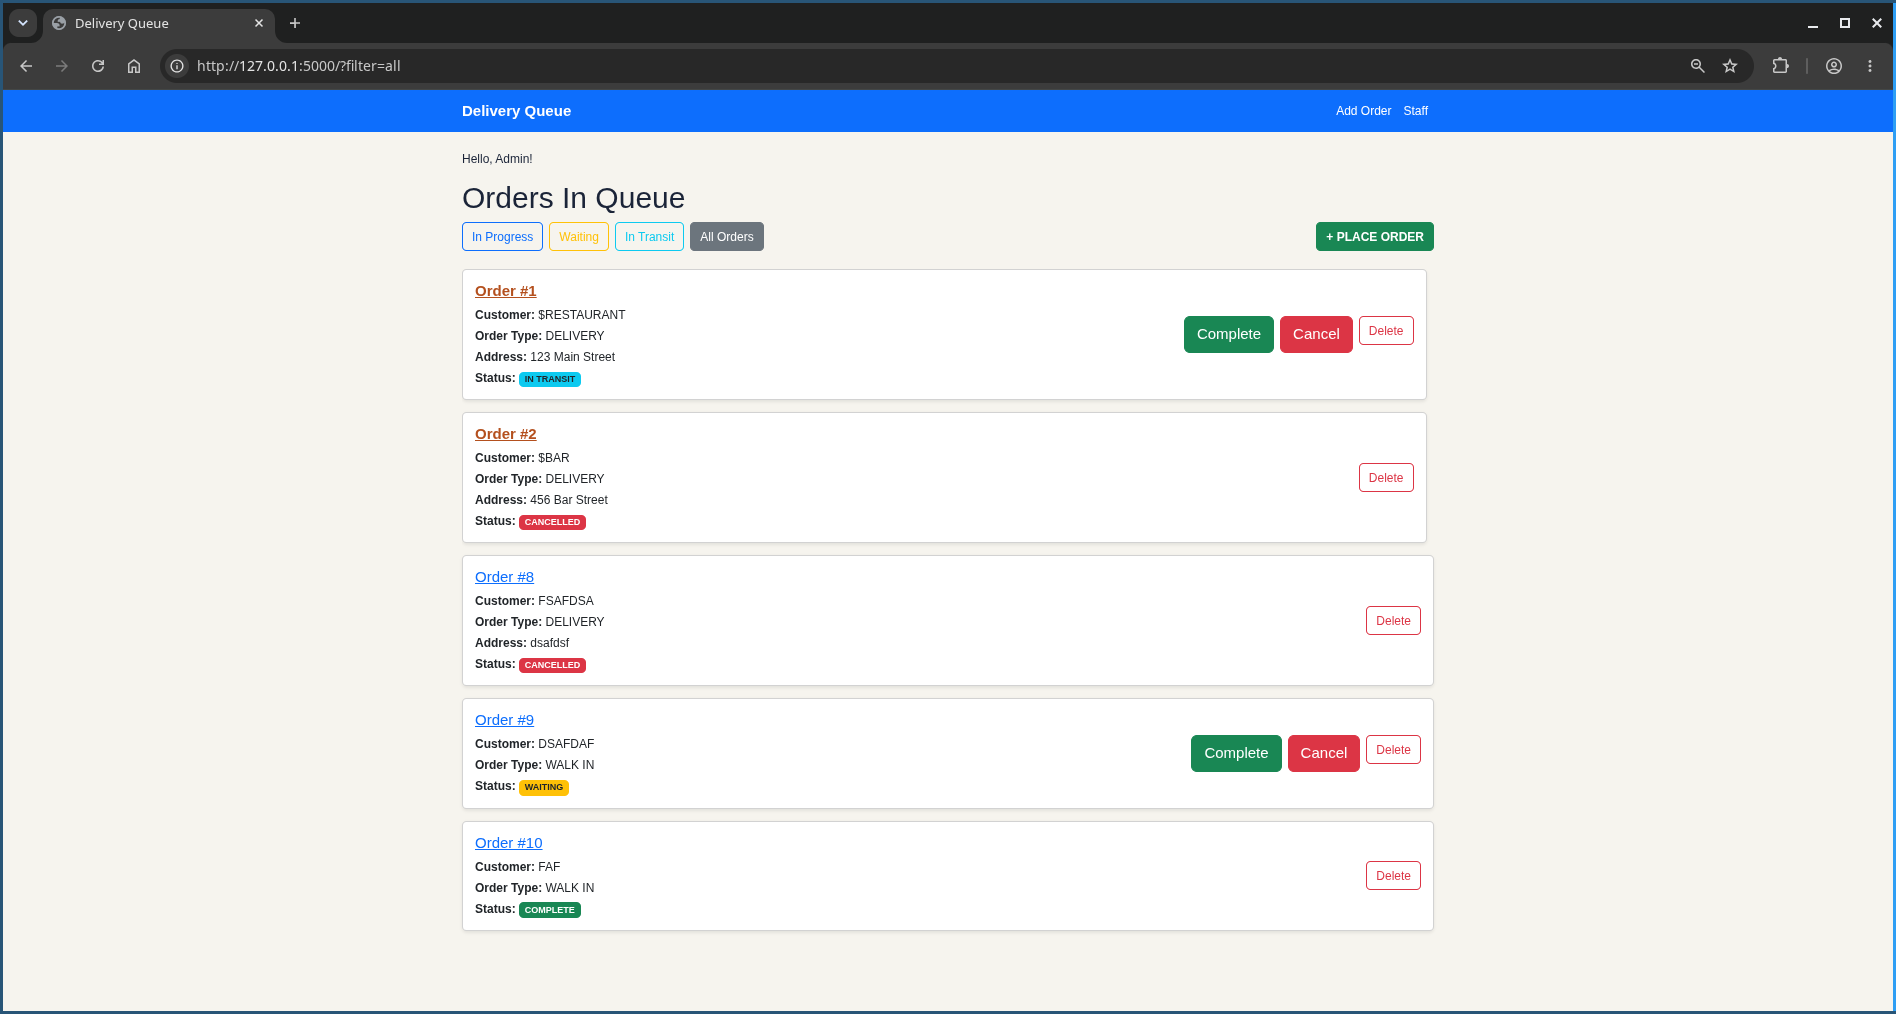 Delivery Queue
http://127.0.0.1:5000/?filter=all
Delivery Queue Add Order Staff
Hello, Admin!
Orders In Queue
In Progress Waiting In Transit All Orders + PLACE ORDER
Order #1
Customer: $RESTAURANT
Order Type: DELIVERY
Address: 123 Main Street
Status: IN TRANSIT
Complete Cancel Delete
Order #2
Customer: $BAR
Order Type: DELIVERY
Address: 456 Bar Street
Status: CANCELLED
Delete
Order #8
Customer: FSAFDSA
Order Type: DELIVERY
Address: dsafdsf
Status: CANCELLED
Delete
Order #9
Customer: DSAFDAF
Order Type: WALK IN
Status: WAITING
Complete Cancel Delete
Order #10
Customer: FAF
Order Type: WALK IN
Status: COMPLETE
Delete